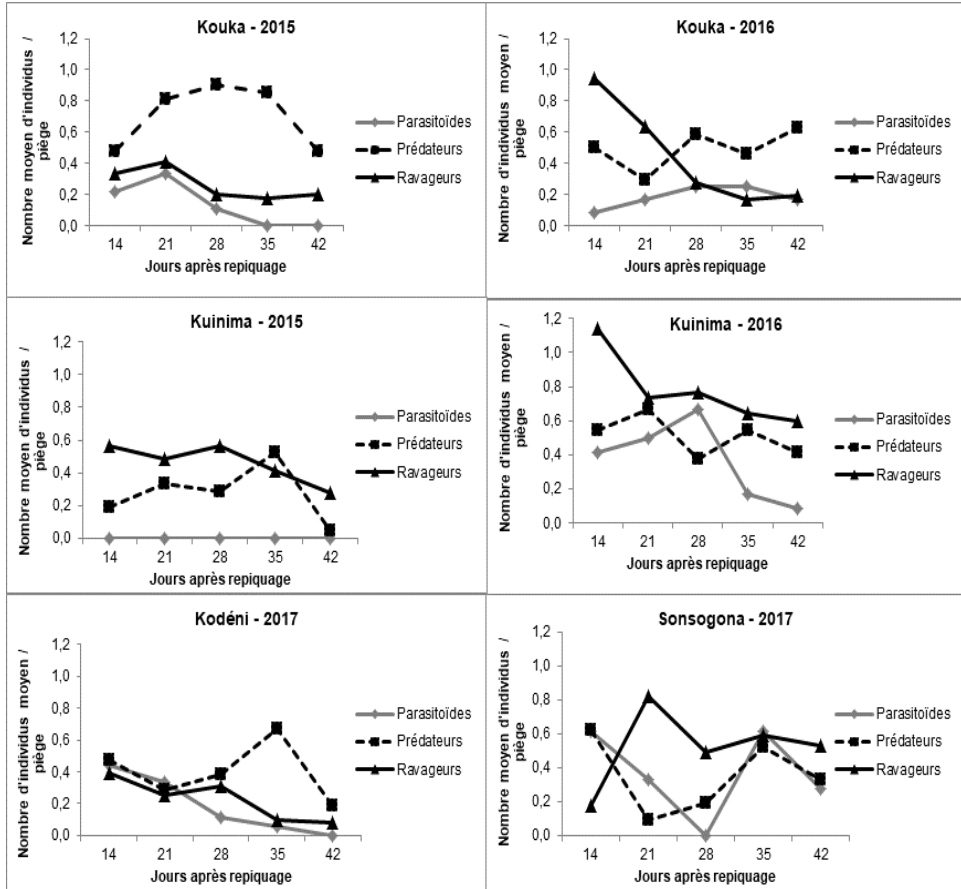 Kouka - 2015
Nombre moyen d'individus /
piège
1,2
1,0
0,8
0,6
0,4
0,2
0,0
14 21 28 35 42
Jours après repiquage
Parasitoïdes
Prédateurs
Ravageurs
Kouka - 2016
Nombre d'individus moyen /
piège
1,2
1,0
0,8
0,6
0,4
0,2
0,0
14 21 28 35 42
Jours après repiquage
Parasitoïdes
Prédateurs
Ravageurs
Kuinima - 2015
Nombre moyen d'individus /
piège
1,2
1,0
0,8
0,6
0,4
0,2
0,0
14 21 28 35 42
Jours après repiquage
Parasitoïdes
Prédateurs
Ravageurs
Kuinima - 2016
Nombre d'individus moyen /
piège
1,2
1,0
0,8
0,6
0,4
0,2
0,0
14 21 28 35 42
Jours après repiquage
Parasitoïdes
Prédateurs
Ravageurs
Kodéni - 2017
Nombre d'individus moyen /
piège
1,2
1,0
0,8
0,6
0,4
0,2
0,0
14 21 28 35 42
Jours après repiquage
Parasitoïdes
Prédateurs
Ravageurs
Sonsogona - 2017
Nombre moyen d'individus /
piège
1,2
1,0
0,8
0,6
0,4
0,2
0,0
14 21 28 35 42
Jours après repiquage
Parasitoïdes
Prédateurs
Ravageurs